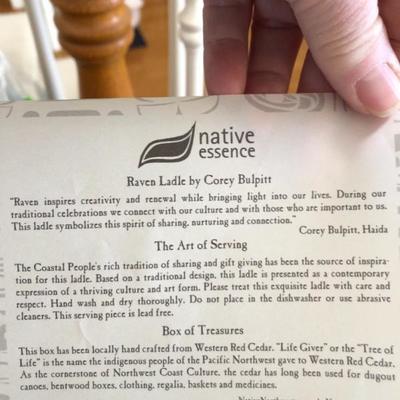 native
essence
Raven Ladle by Corey Bulpitt
"Raven inspires creativity and renewal while bringing light into our lives. During our
traditional celebrations we connect with our culture and with those who are important to us.
This ladle symbolizes this spirit of sharing, nurturing and connection."
Corey Bulpitt, Haida
The Art of Serving
The Coastal People's rich tradition of sharing and gift giving has been the source of inspira-
tion for this ladle. Based on a traditional design, this ladle is presented as a contemporary
expression of a thriving culture and art form. Please treat this exquisite ladle with care and
respect. Hand wash and dry thoroughly. Do not place in the dishwasher or use abrasive
cleaners. This serving piece is lead free.
Box of Treasures
This box has been locally hand crafted from Western Red Cedar. "Life Giver" or the "Tree of
Life" is the name the indigenous people of the Pacific Northwest gave to Western Red Cedar.
As the cornerstone of Northwest Coast Culture, the cedar has long been used for dugout
canoes, bentwood boxes, clothing, regalia, baskets and medicines.